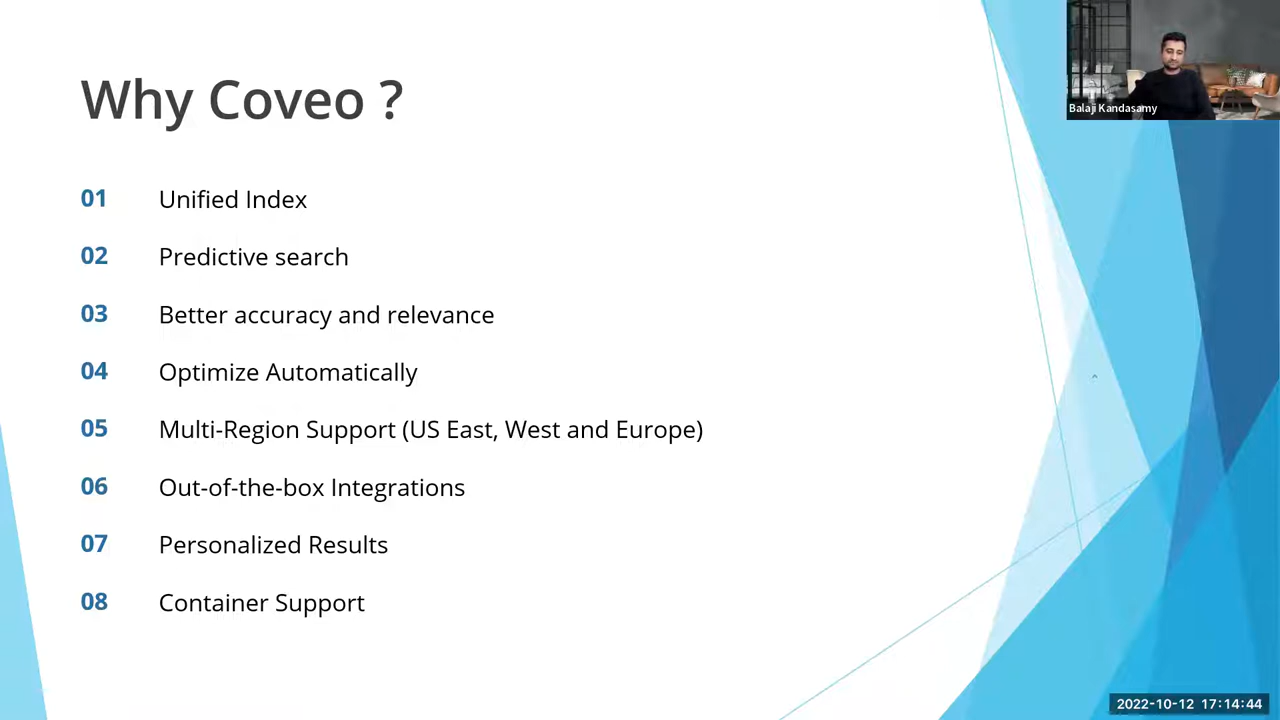 Why Coveo ?
01 Unified Index
02 Predictive search
03 Better accuracy and relevance
04 Optimize Automatically
05 Multi-Region Support (US East, West and Europe)
06 Out-of-the-box Integrations
07 Personalized Results
08 Container Support
Balaji Kandasamy
2022-10-12 17:14:44